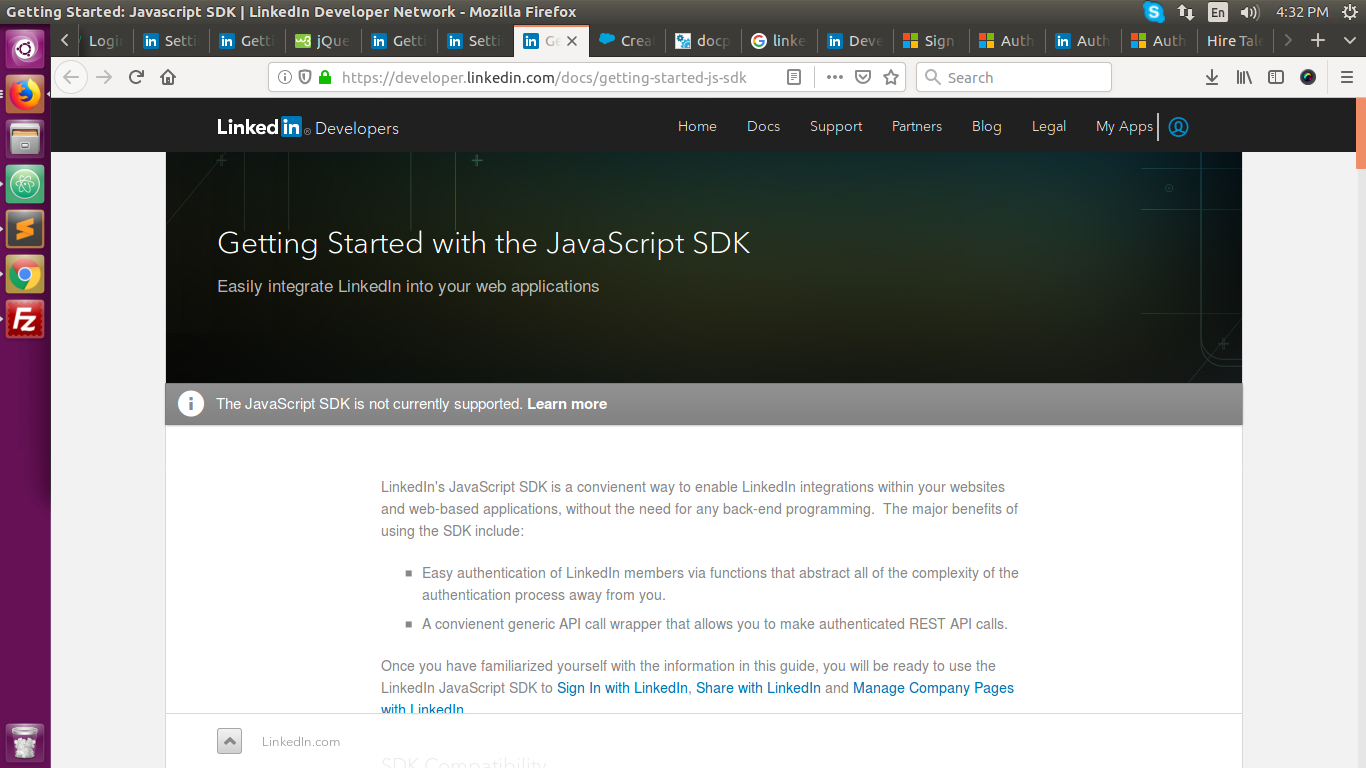 Getting Started: Javascript SDK | LinkedIn Developer Network - Mozilla Firefox
En
4:32 PM
Logi
Setti
Getti
jQue
Getti
Setti
Ge
Crea
docp
linke
Deve
Sign
Auth
Auth
Auth
Hire Tale
https://developer.linkedin.com/docs/getting-started-js-sdk
Search
Linked in ® Developers
Home
Docs
Support
Partners
Blog
Legal
My Apps
Getting Started with the JavaScript SDK
Easily integrate LinkedIn into your web applications
The JavaScript SDK is not currently supported. Learn more
LinkedIn's JavaScript SDK is a convienent way to enable LinkedIn integrations within your websites
and web-based applications, without the need for any back-end programming.  The major benefits of
using the SDK include:
Easy authentication of LinkedIn members via functions that abstract all of the complexity of the
authentication process away from you.
A convienent generic API call wrapper that allows you to make authenticated REST API calls.
Once you have familiarized yourself with the information in this guide, you will be ready to use the
LinkedIn JavaScript SDK to Sign In with LinkedIn, Share with LinkedIn and Manage Company Pages
with LinkedIn
LinkedIn.com
SDK Compatibility